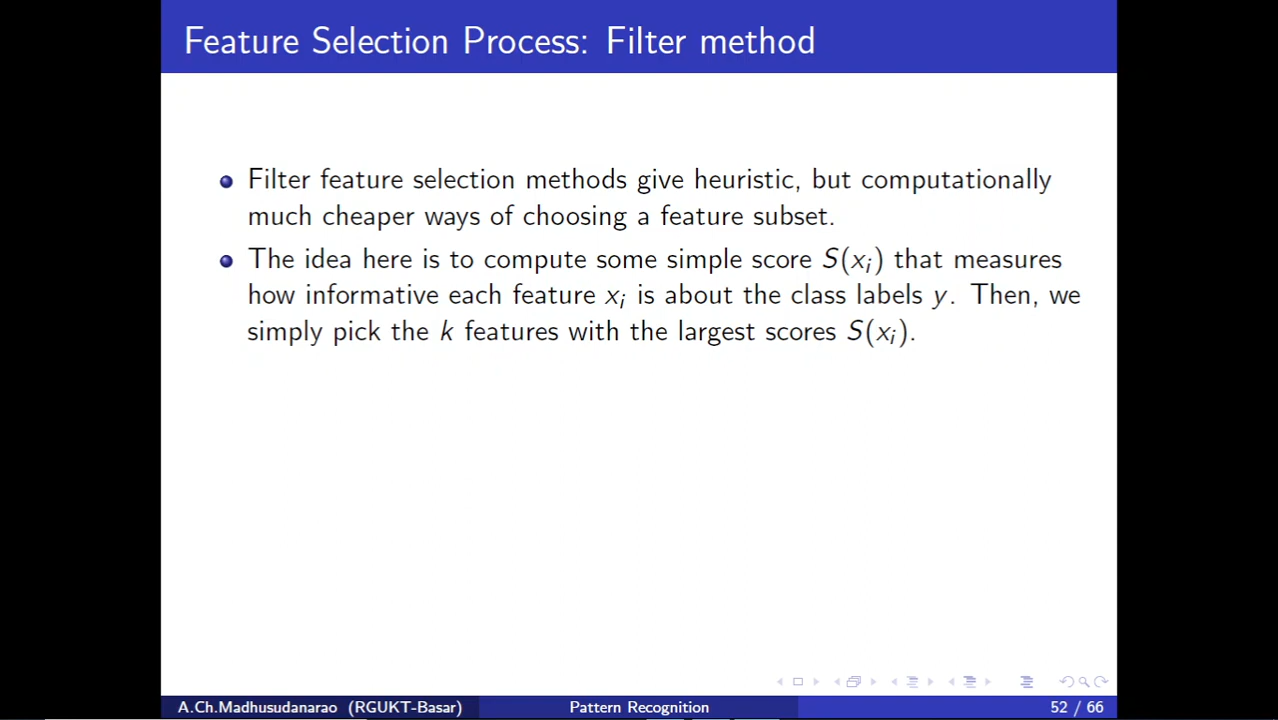 Feature Selection Process: Filter method
Filter feature selection methods give heuristic, but computationally
much cheaper ways of choosing a feature subset.
The idea here is to compute some simple score S(xᵢ) that measures
how informative each feature xᵢ is about the class labels y. Then, we
simply pick the k features with the largest scores S(xᵢ).
A.Ch.Madhusudanarao (RGUKT-Basar) Pattern Recognition 52 / 66